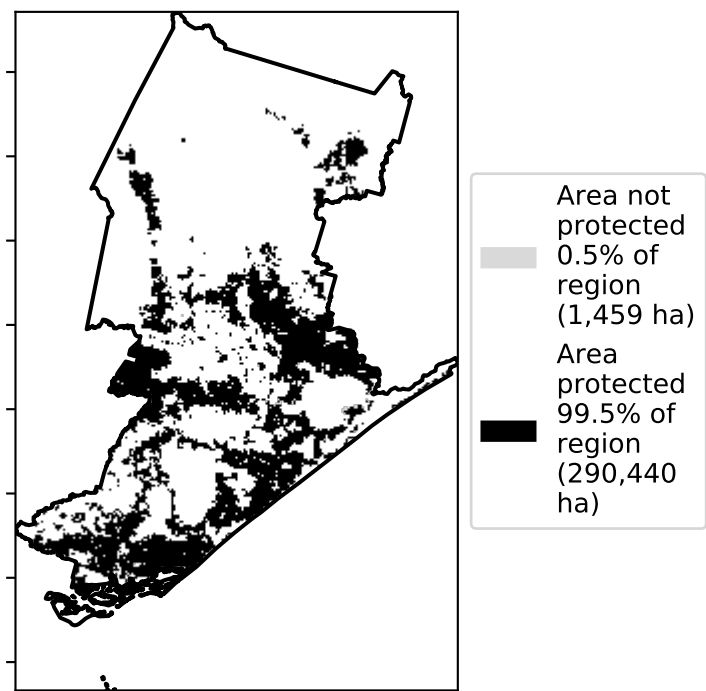 Area not
protected
0.5% of
region
(1,459 ha)
Area
protected
99.5% of
region
(290,440
ha)